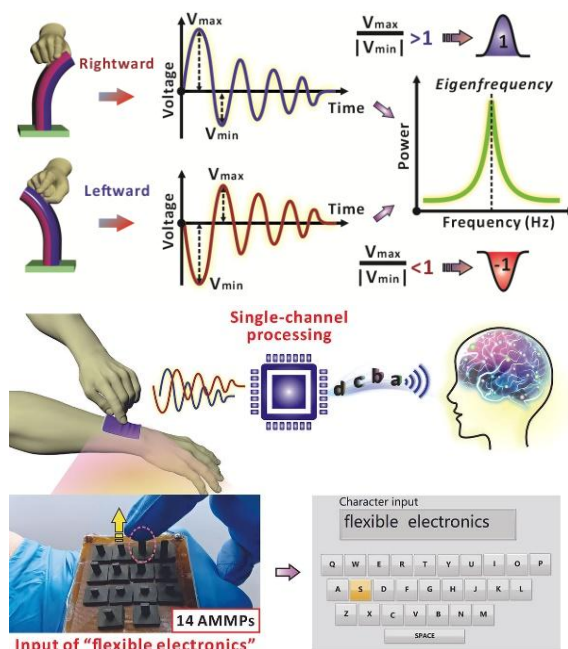 Rightward
Voltage
Vmax
Vmin
Time
Vmax
|Vmin|
>1
1
Leftward
Voltage
Vmax
Vmin
Time
Eigenfrequency
Power
Frequency (Hz)
Vmax
|Vmin|
<1
-1
Single-channel
processing
d c b a
14 AMMPs
Input of “flexible electronics”
Character input
flexible electronics
Q W E R T Y U I O P
A S D F G H J K L
Z X C V B N M
SPACE